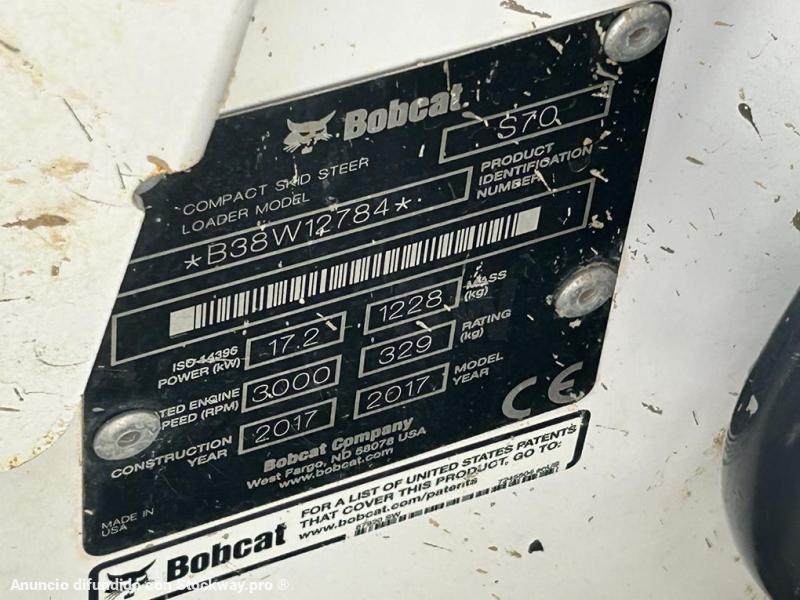 Bobcat
COMPACT SKID STEER
LOADER MODEL
S70
PRODUCT
IDENTIFICATION
NUMBER
*B38W12784*
ISO 14396
POWER (kW)
17.2
1228
MASS
(kg)
TED ENGINE
PEED (RPM)
3000
329
RATING
(kg)
CONSTRUCTION
YEAR
2017
2017
MODEL
YEAR
CE
Bobcat Company
West Fargo, ND 58078 USA
www.bobcat.com
MADE IN
USA
Bobcat
FOR A LIST OF UNITED STATES PATENTS
THAT COVER THIS PRODUCT, GO TO:
www.bobcat.com/patents
Anuncio difundido con Stockway.pro ®